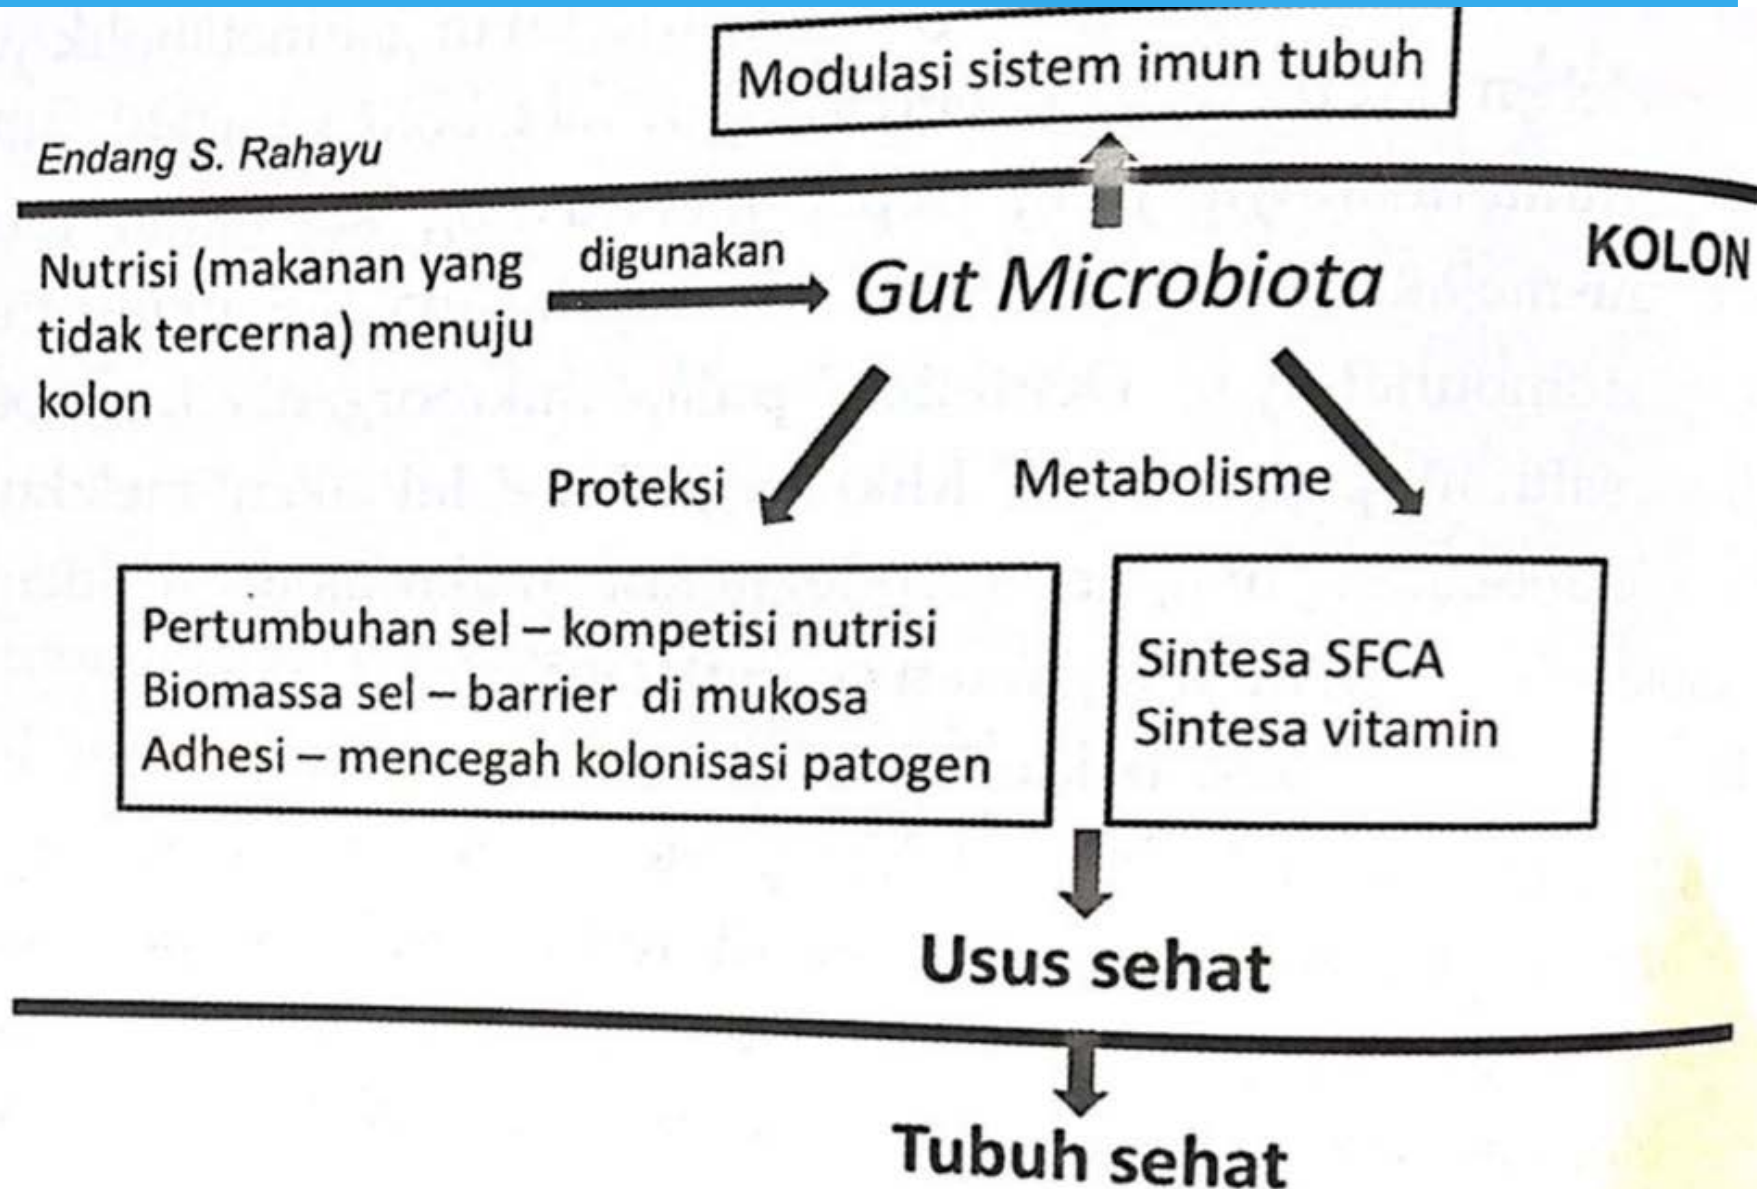 Modulasi sistem imun tubuh
Endang S. Rahayu
KOLON
Nutrisi (makanan yang
tidak tercerna) menuju
kolon
digunakan
Gut Microbiota
Proteksi
Metabolisme
Pertumbuhan sel – kompetisi nutrisi
Biomassa sel – barrier di mukosa
Adhesi – mencegah kolonisasi patogen
Sintesa SFCA
Sintesa vitamin
Usus sehat
Tubuh sehat